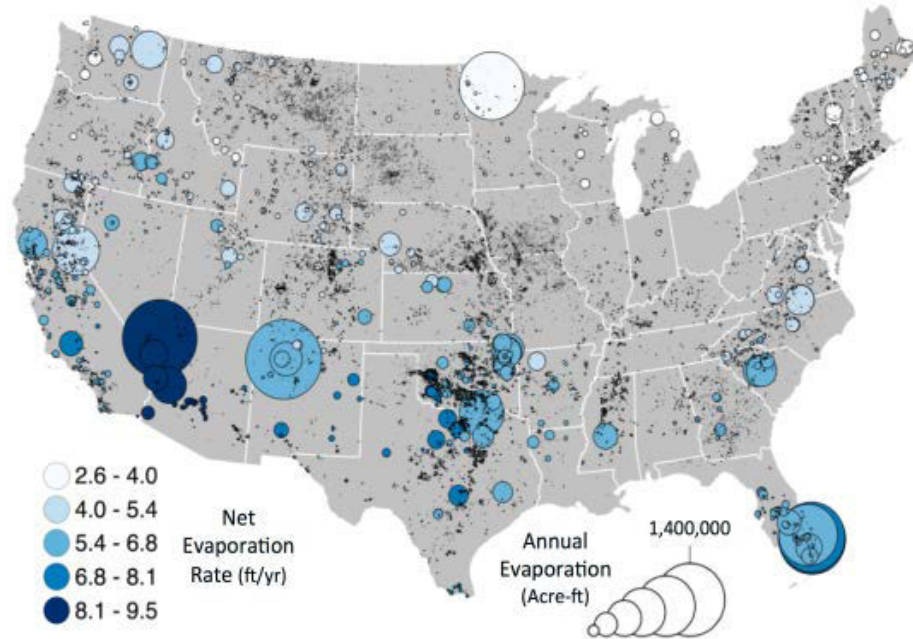 2.6 - 4.0
4.0 - 5.4
5.4 - 6.8
6.8 - 8.1
8.1 - 9.5
Net
Evaporation
Rate (ft/yr)
1,400,000
Annual
Evaporation
(Acre-ft)